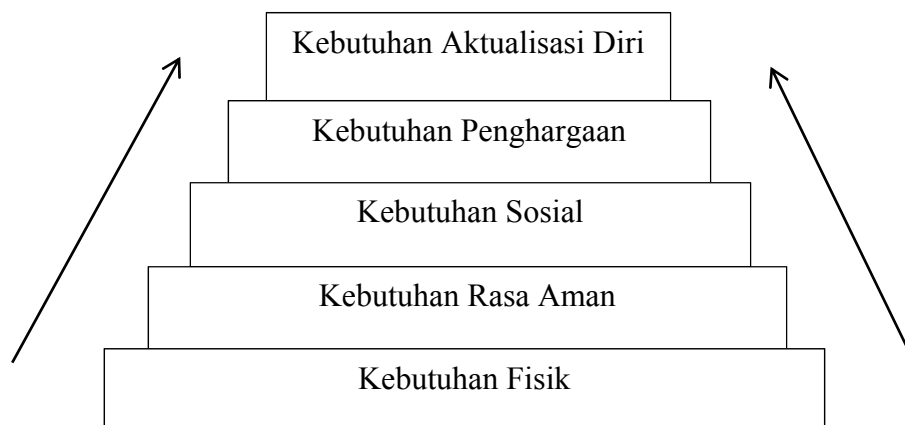 Kebutuhan Aktualisasi Diri
Kebutuhan Penghargaan
Kebutuhan Sosial
Kebutuhan Rasa Aman
Kebutuhan Fisik